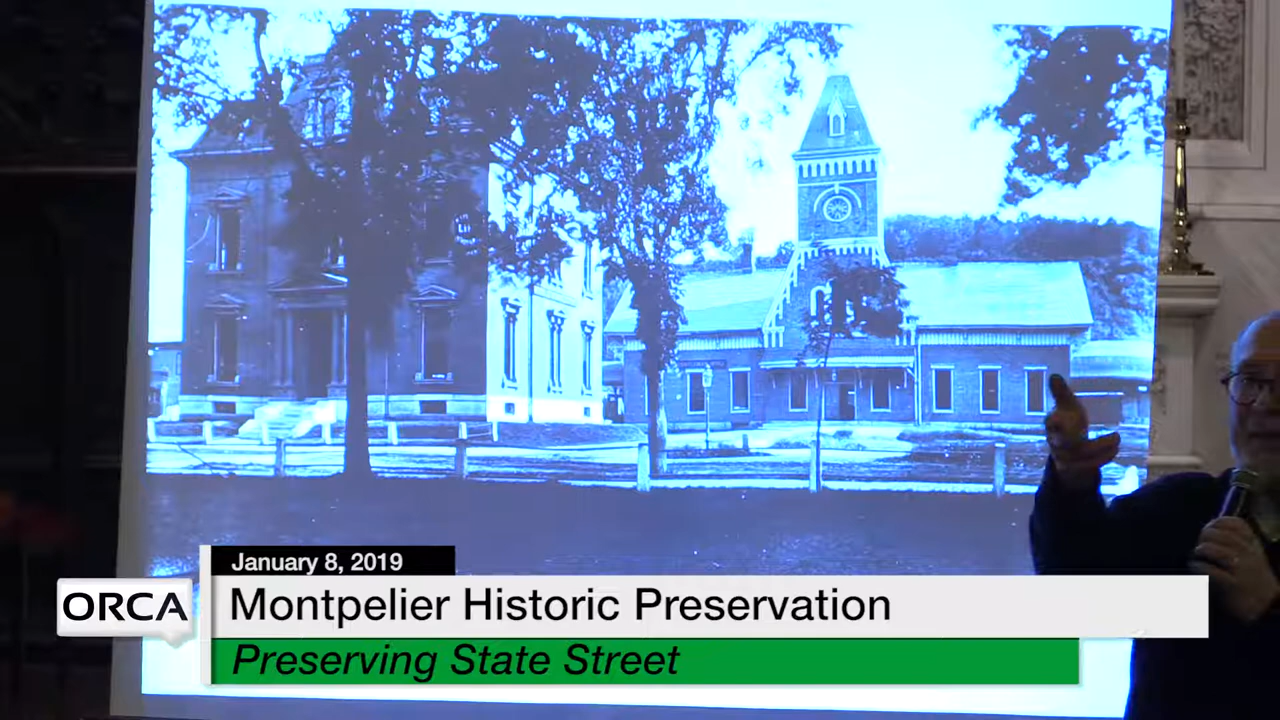 January 8, 2019
ORCA
Montpelier Historic Preservation
Preserving State Street